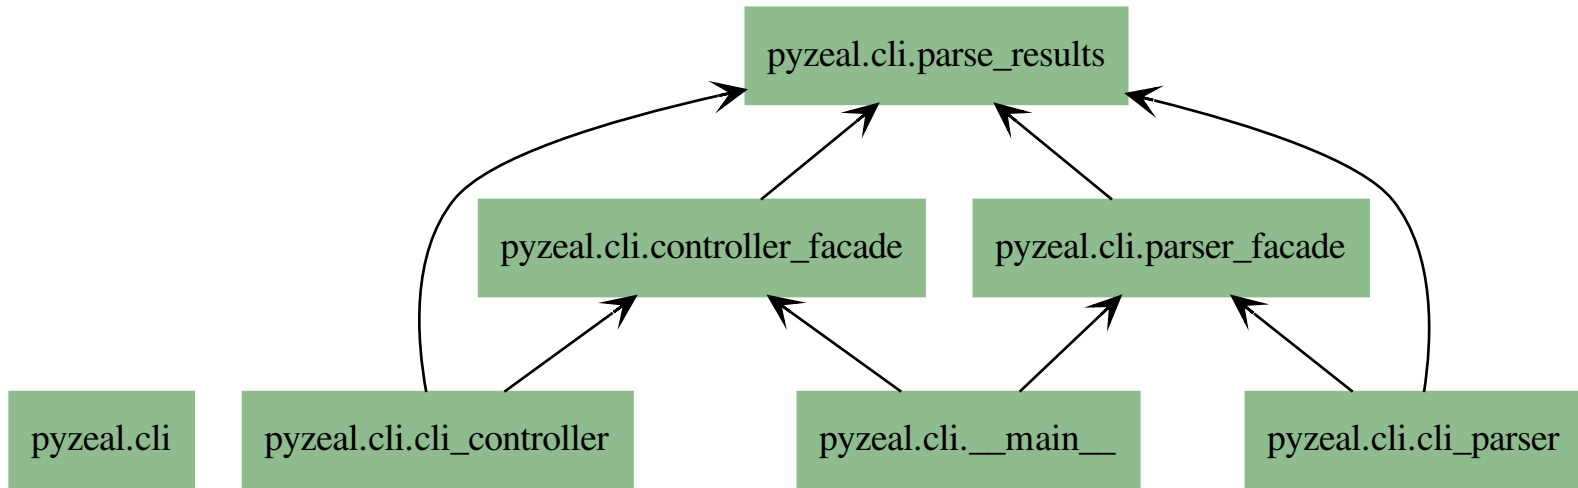 pyzeal.cli.parse_results
pyzeal.cli.controller_facade
pyzeal.cli.parser_facade
pyzeal.cli
pyzeal.cli.cli_controller
pyzeal.cli.__main__
pyzeal.cli.cli_parser